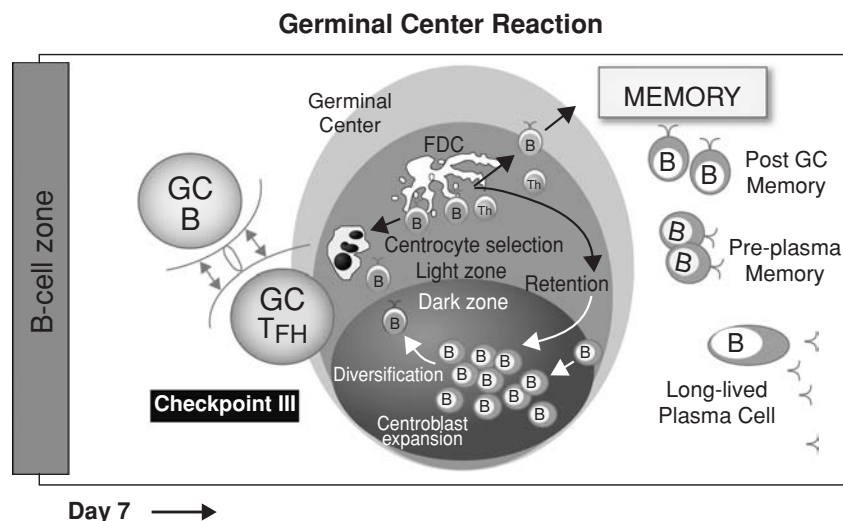 Germinal Center Reaction
B-cell zone
Germinal
Center
FDC
B
Th
B
B
Th
Centrocyte selection
Light zone
B
Retention
Dark zone
B
Diversification
B
B
B
B
B
B
B
B
B
B
B
B
Centroblast
expansion
GC
B
GC
TFH
Checkpoint III
MEMORY
B
B
Post GC
Memory
B
B
Pre-plasma
Memory
B
Long-lived
Plasma Cell
Day 7